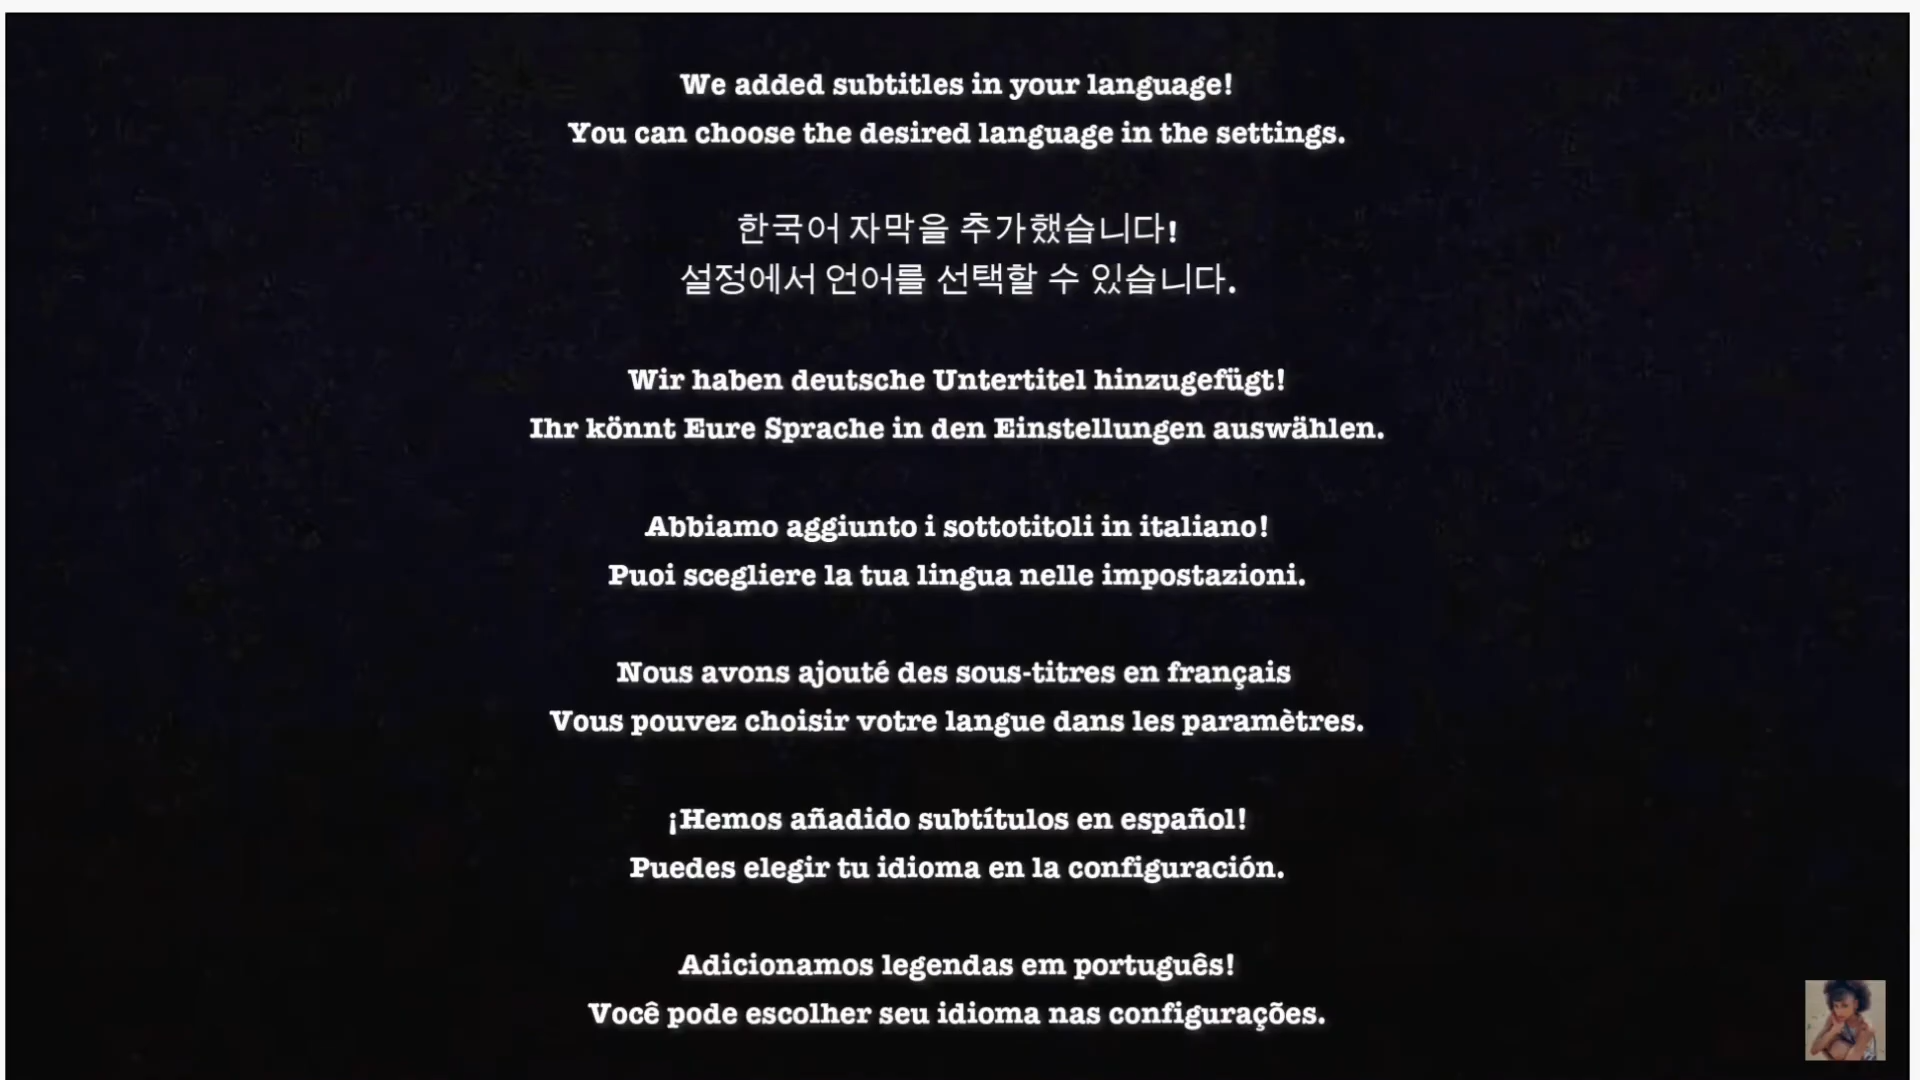 We added subtitles in your language!
You can choose the desired language in the settings.
한국어 자막을 추가했습니다!
설정에서 언어를 선택할 수 있습니다.
Wir haben deutsche Untertitel hinzugefügt!
Ihr könnt Eure Sprache in den Einstellungen auswählen.
Abbiamo aggiunto i sottotitoli in italiano!
Puoi scegliere la tua lingua nelle impostazioni.
Nous avons ajouté des sous-titres en français
Vous pouvez choisir votre langue dans les paramètres.
¡Hemos añadido subtítulos en español!
Puedes elegir tu idioma en la configuración.
Adicionamos legendas em português!
Você pode escolher seu idioma nas configurações.